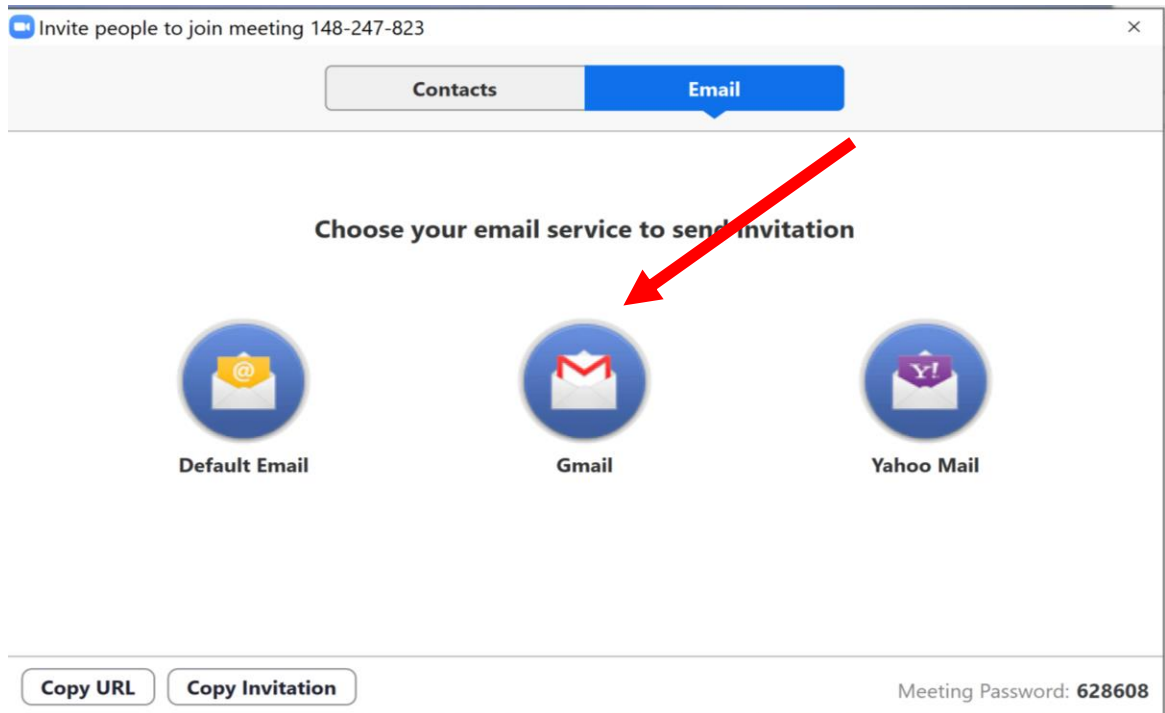 Invite people to join meeting 148-247-823
Contacts
Email
Choose your email service to send invitation
@
Y!
Default Email
Gmail
Yahoo Mail
Copy URL
Copy Invitation
Meeting Password: 628608